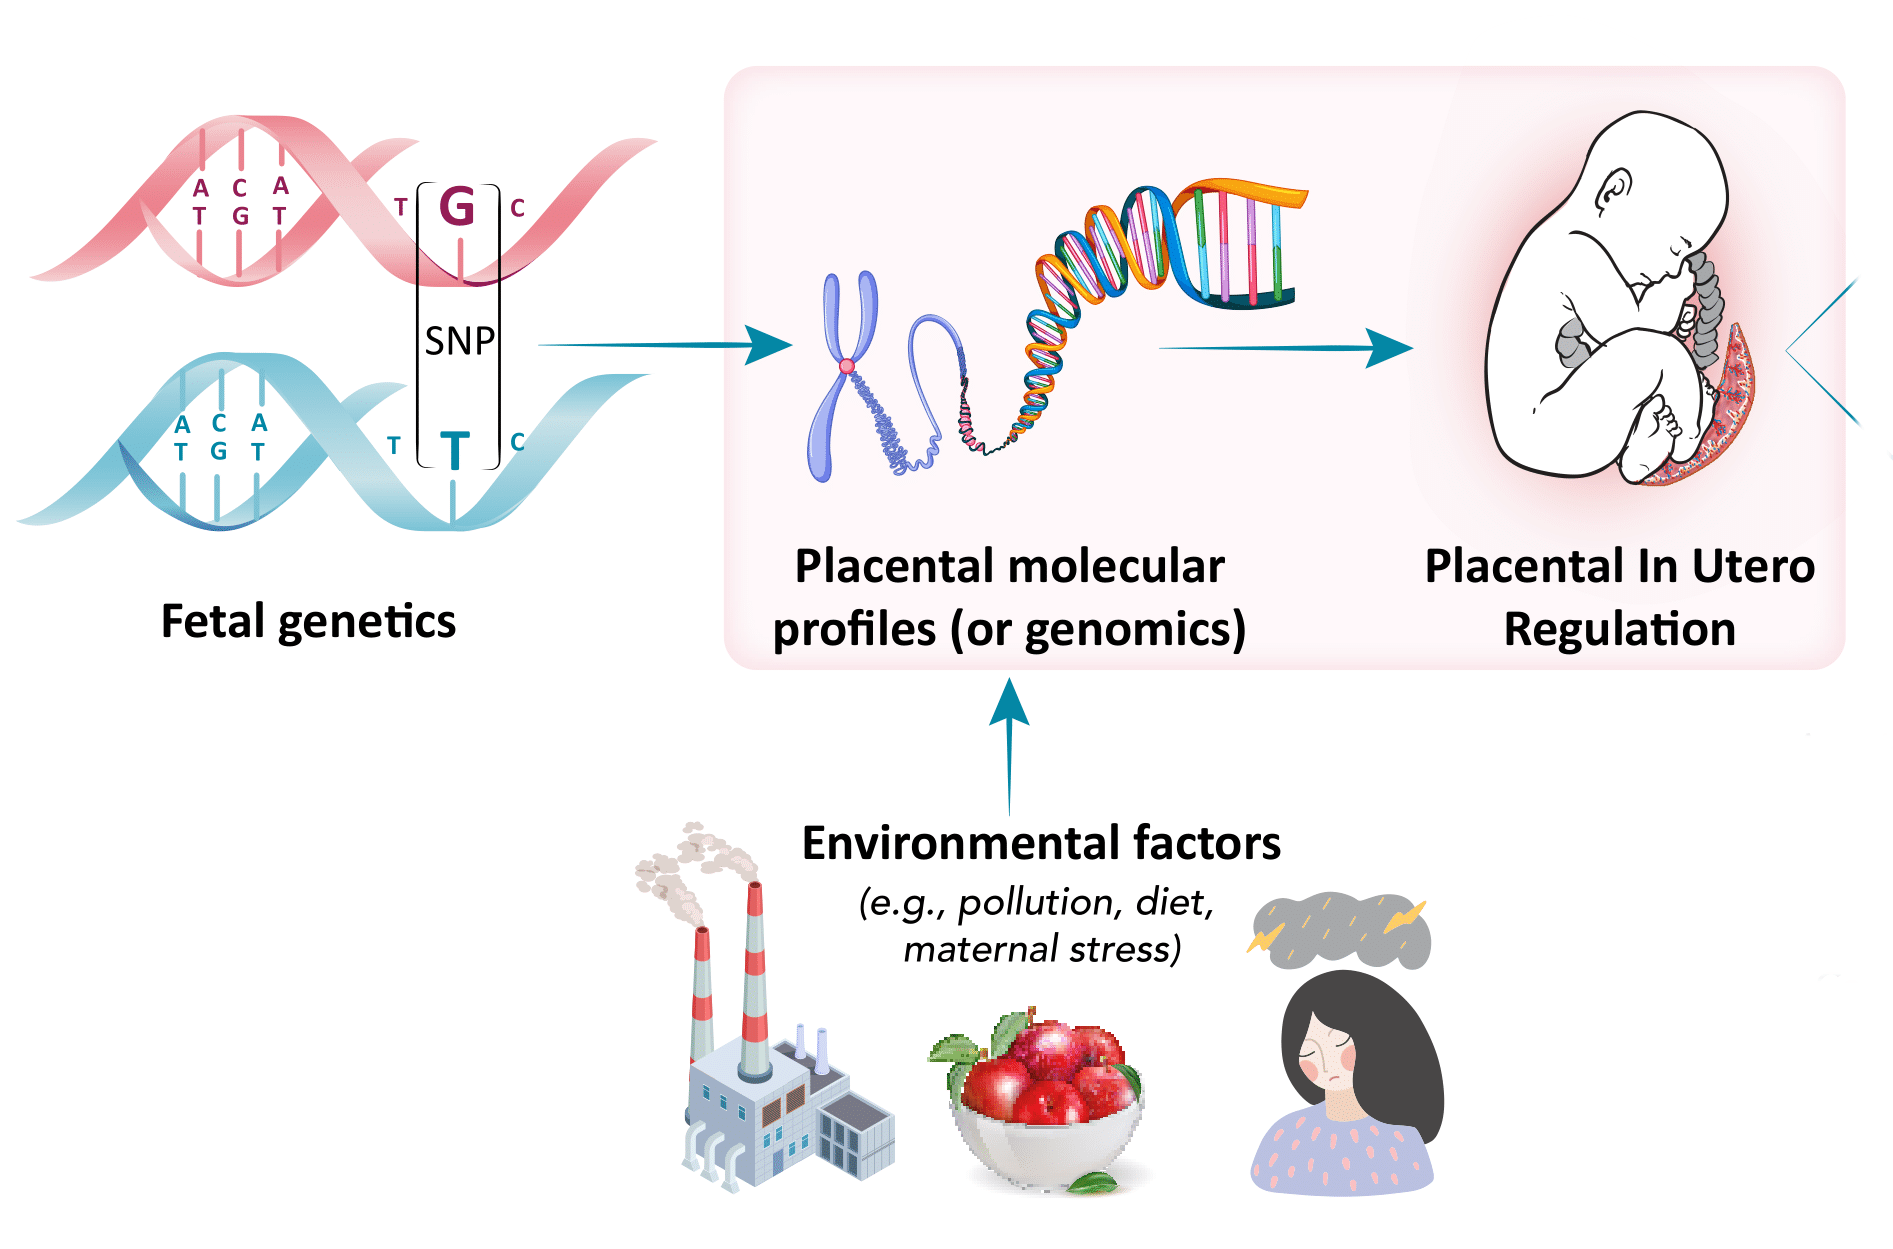 A C A
T G T
T G C
SNP
A C A
T G T
T T C
Fetal genetics
Placental molecular
profiles (or genomics)
Placental In Utero
Regulation
Environmental factors
(e.g., pollution, diet,
maternal stress)